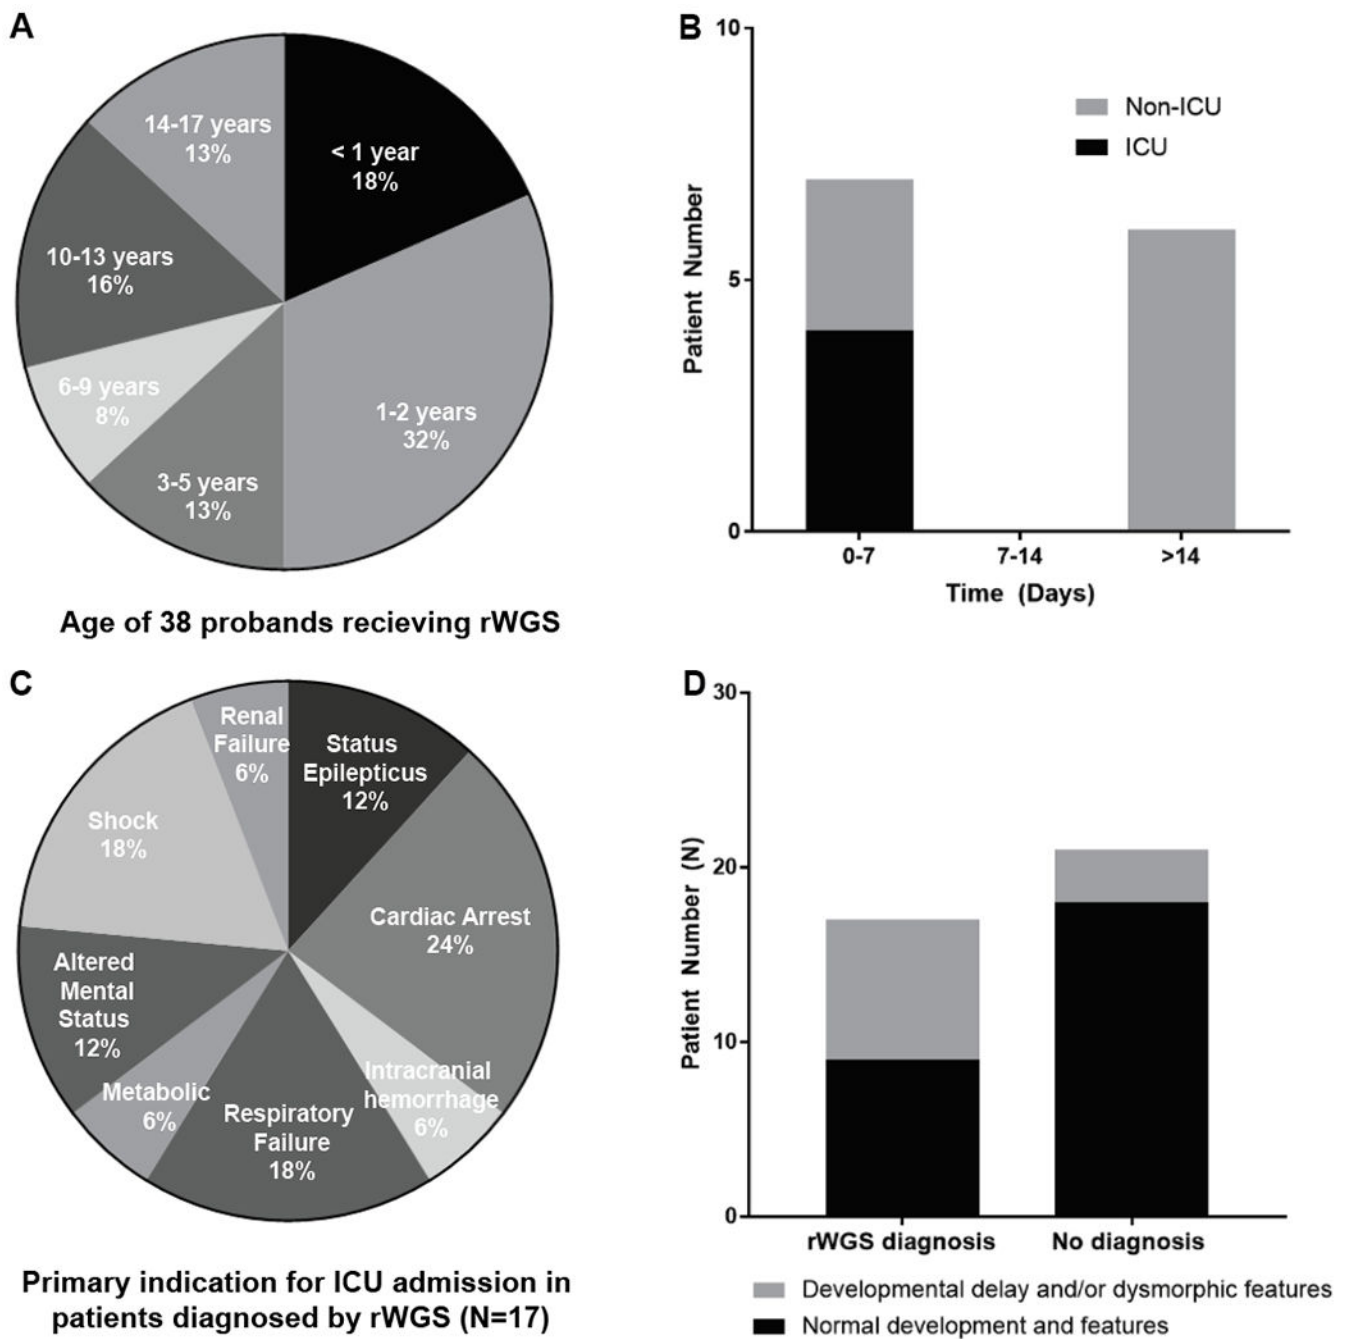 A
14-17 years
13%
< 1 year
18%
10-13 years
16%
6-9 years
8%
1-2 years
32%
3-5 years
13%
Age of 38 probands recieving rWGS
B
10
5
0
Patient Number
Non-ICU
ICU
0-7
7-14
>14
Time (Days)
C
Renal
Failure
6%
Status
Epilepticus
12%
Shock
18%
Cardiac Arrest
24%
Altered
Mental
Status
12%
Metabolic
6%
Respiratory
Failure
18%
Intracranial
hemorrhage
6%
Primary indication for ICU admission in
patients diagnosed by rWGS (N=17)
D
30
20
10
0
Patient Number (N)
rWGS diagnosis
No diagnosis
Developmental delay and/or dysmorphic features
Normal development and features